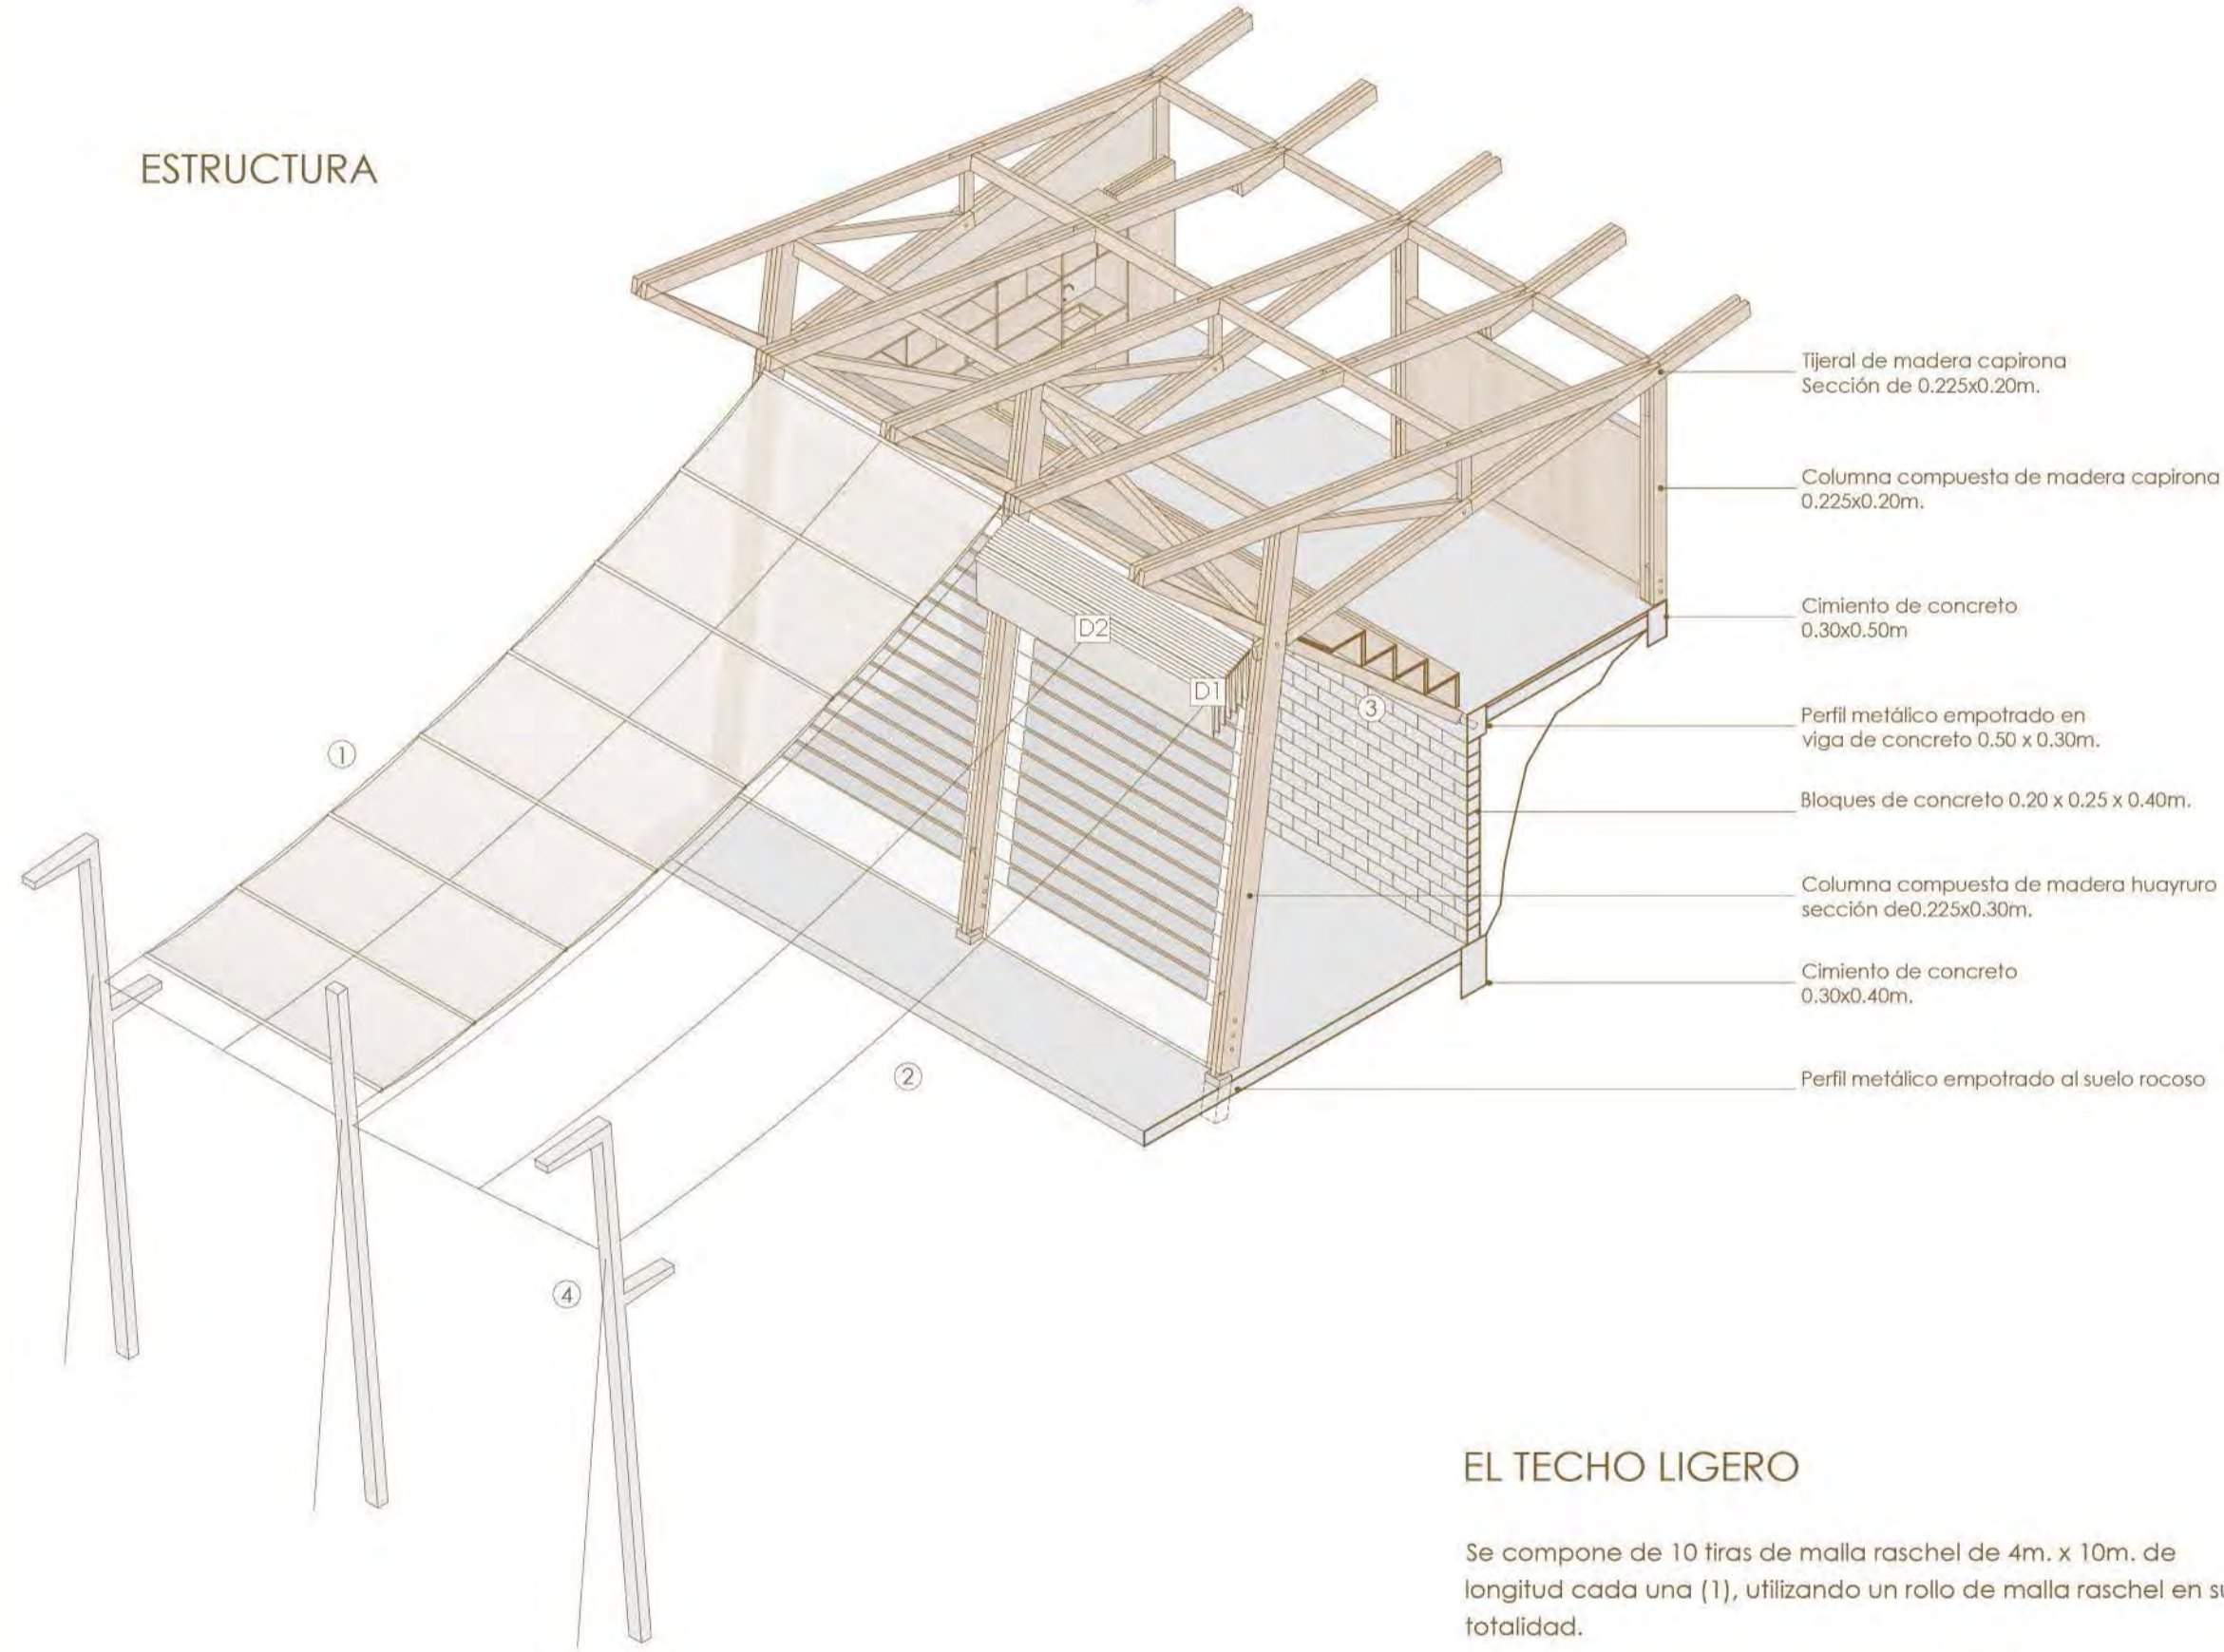 ESTRUCTURA
Tijeral de madera capirona
Sección de 0.225x0.20m.
Columna compuesta de madera capirona
0.225x0.20m.
Cimiento de concreto
0.30x0.50m
D2
D1
3
Perfil metálico empotrado en
viga de concreto 0.50 x 0.30m.
1
Bloques de concreto 0.20 x 0.25 x 0.40m.
Columna compuesta de madera huayruro
sección de0.225x0.30m.
Cimiento de concreto
0.30x0.40m.
2
Perfil metálico empotrado al suelo rocoso
4
EL TECHO LIGERO
Se compone de 10 tiras de malla raschel de 4m. x 10m. de
longitud cada una (1), utilizando un rollo de malla raschel en su
totalidad.